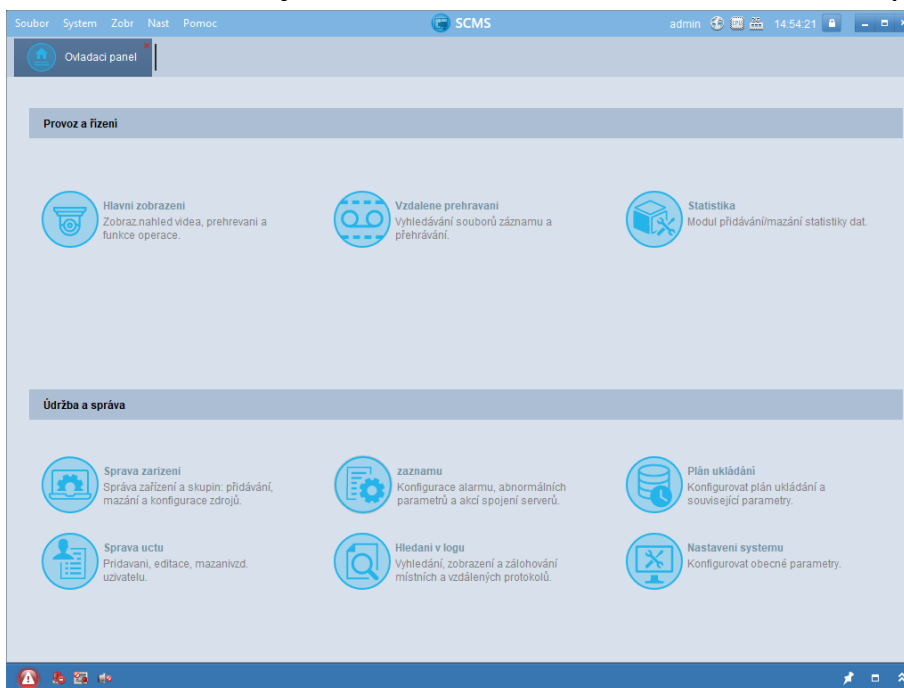 Soubor System Zobr Nast Pomoc SCMS admin 14:54:21
Ovladaci panel
Provoz a řízení
Hlavni zobrazeni
Zobraz.nahled videa, prehrevani a
funkce operace.
Vzdalene prehravani
Vyhledávání souborů záznamu a
přehrávání.
Statistika
Modul přidávání/mazání statistiky dat.
Údržba a správa
Sprava zarizeni
Správa zařízení a skupin: přidávání,
mazání a konfigurace zdrojů.
zaznamu
Konfigurace alarmu, abnormálních
parametrů a akcí spojení serverů.
Plán ukládání
Konfigurovat plán ukládání a
související parametry.
Sprava uctu
Pridavani, editace, mazanivzd.
uzivatelu.
Hledani v logu
Vyhledání, zobrazení a zálohování
místních a vzdálených protokolů.
Nastaveni systemu
Konfigurovat obecné parametry.